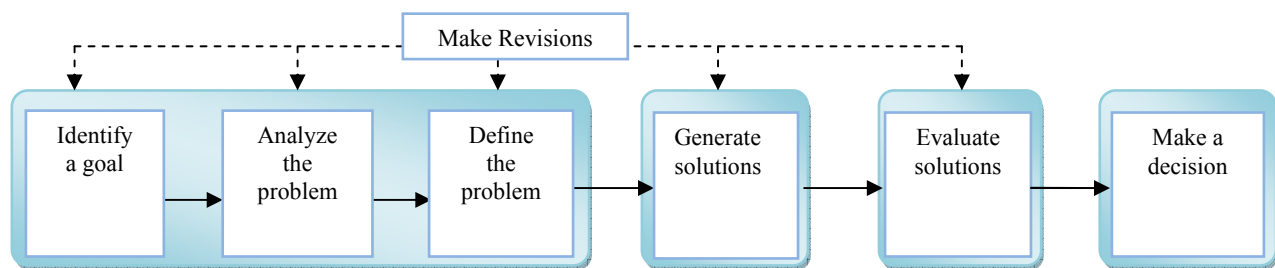 Make Revisions
Identify
a goal
Analyze
the
problem
Define
the
problem
Generate
solutions
Evaluate
solutions
Make a
decision